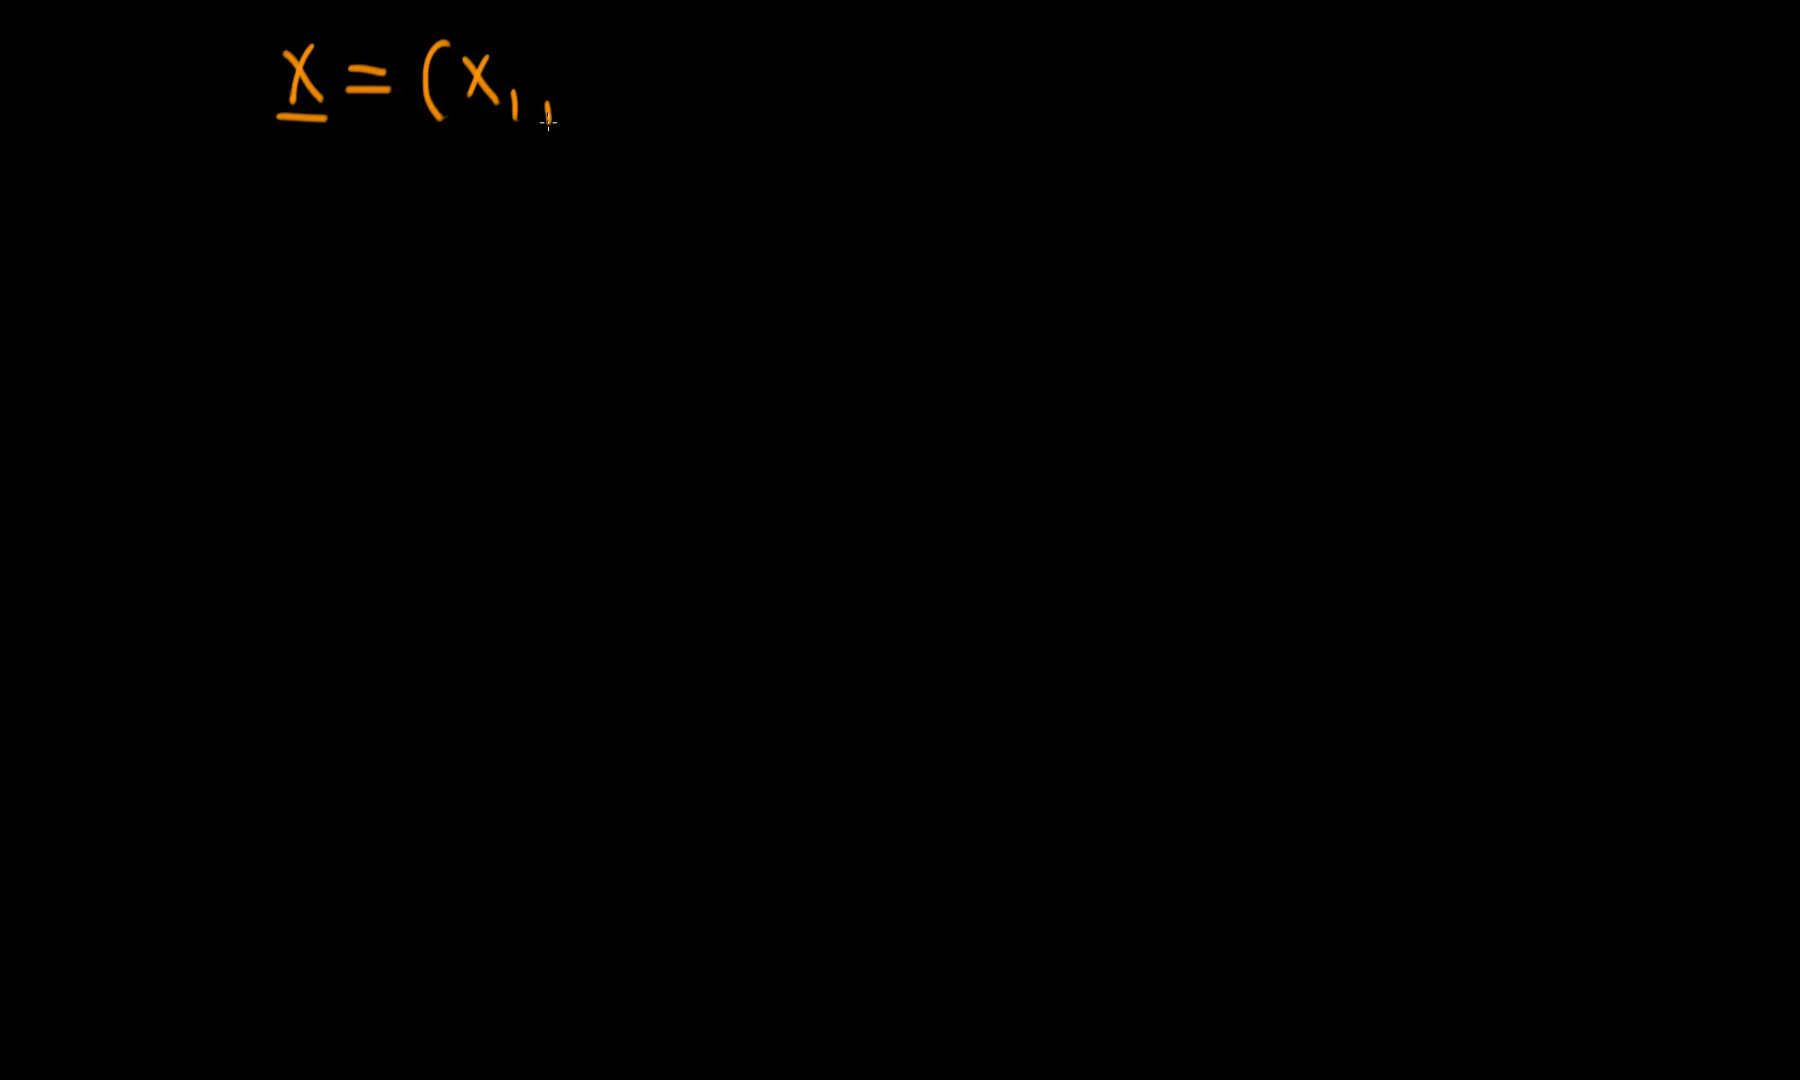 x̲ = (x₁,